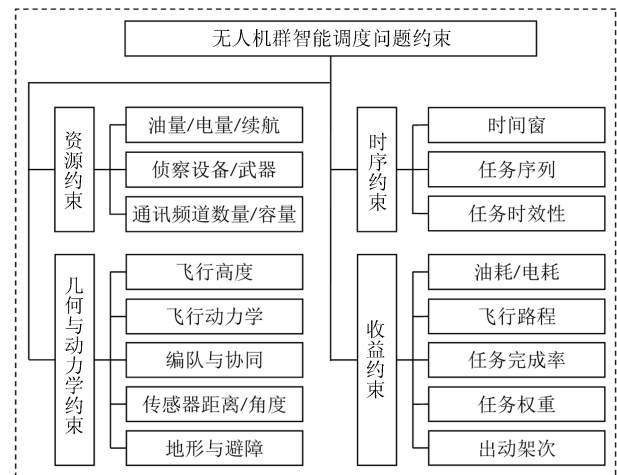 无人机群智能调度问题约束
资源约束
油量/电量/续航
侦察设备/武器
通讯频道数量/容量
时序约束
时间窗
任务序列
任务时效性
几何与动力学约束
飞行高度
飞行动力学
编队与协同
传感器距离/角度
地形与避障
收益约束
油耗/电耗
飞行路程
任务完成率
任务权重
出动架次